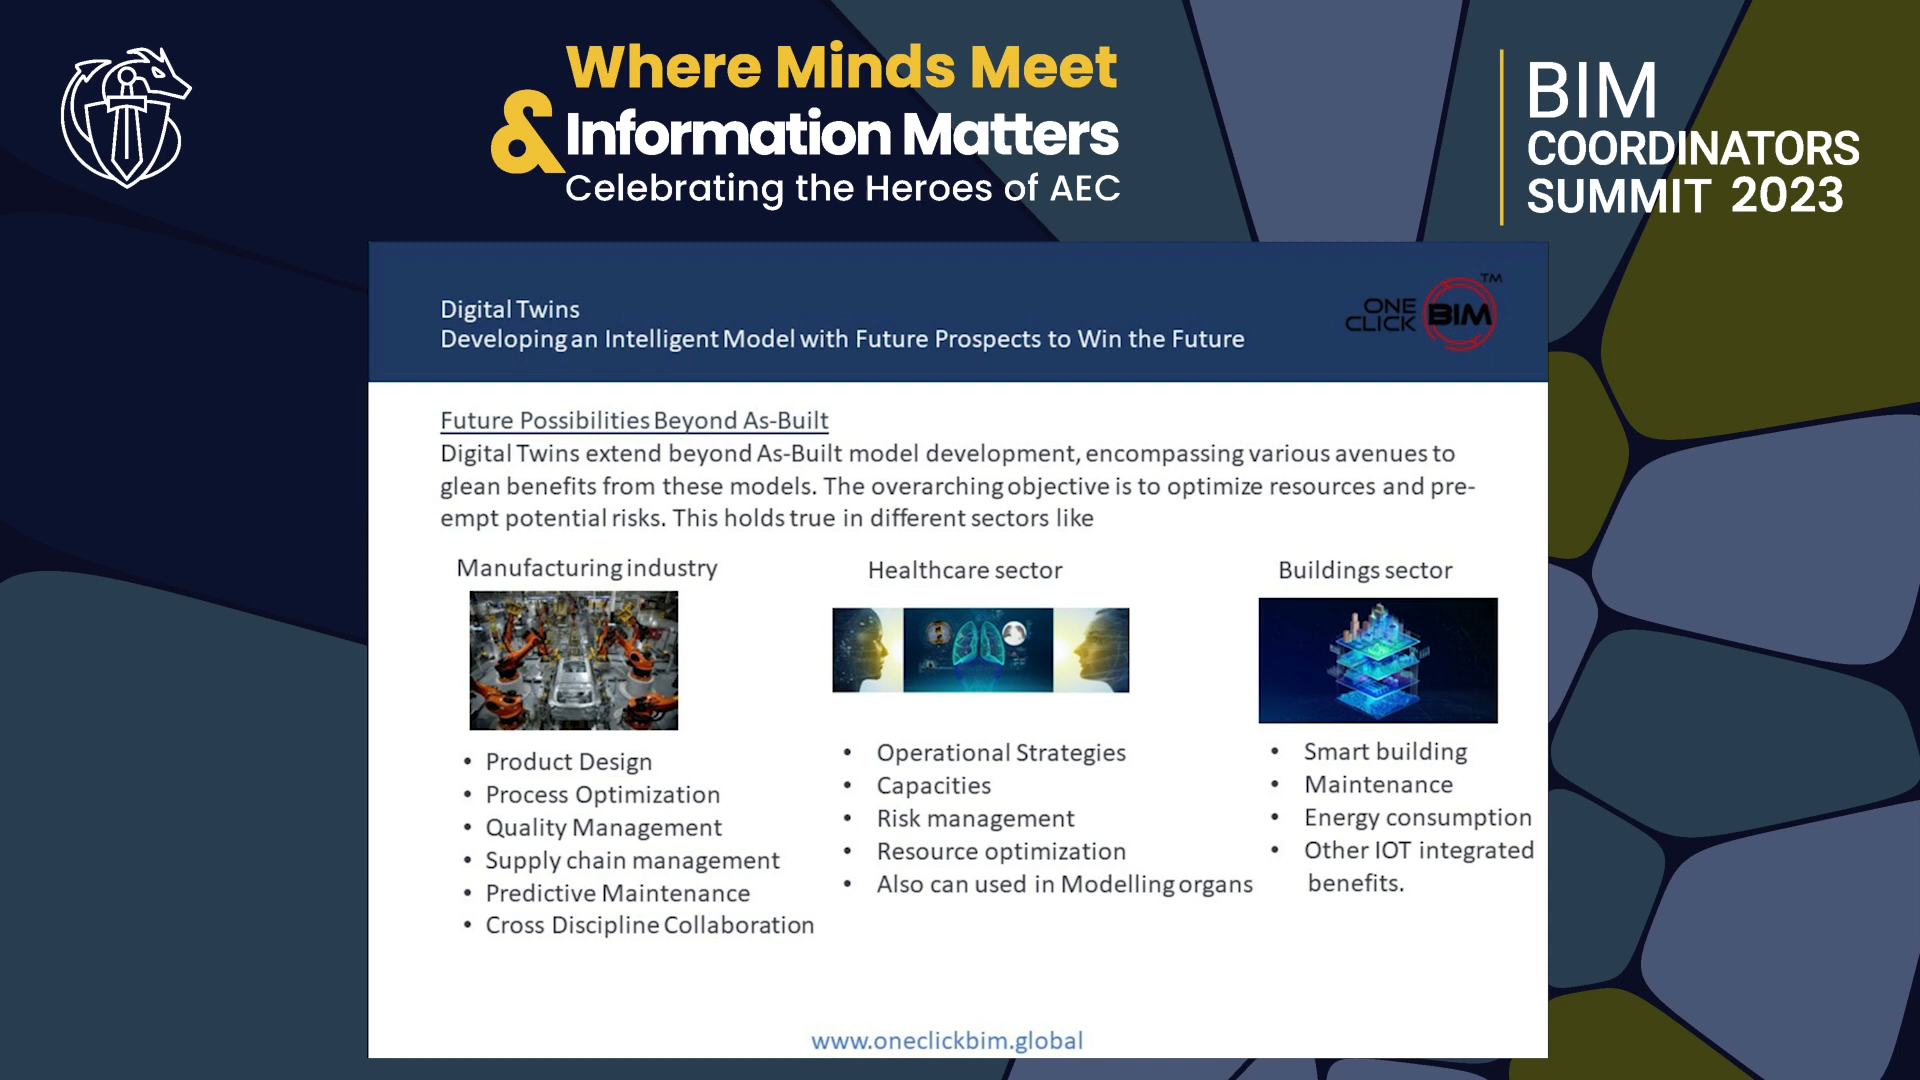 Where Minds Meet
& Information Matters
Celebrating the Heroes of AEC
BIM
COORDINATORS
SUMMIT 2023
Digital Twins
Developing an Intelligent Model with Future Prospects to Win the Future
ONE
CLICK
BIM
TM
Future Possibilities Beyond As-Built
Digital Twins extend beyond As-Built model development, encompassing various avenues to
glean benefits from these models. The overarching objective is to optimize resources and pre-
empt potential risks. This holds true in different sectors like
Manufacturing industry
• Product Design
• Process Optimization
• Quality Management
• Supply chain management
• Predictive Maintenance
• Cross Discipline Collaboration
Healthcare sector
• Operational Strategies
• Capacities
• Risk management
• Resource optimization
• Also can used in Modelling organs
Buildings sector
• Smart building
• Maintenance
• Energy consumption
• Other IOT integrated
benefits.
www.oneclickbim.global